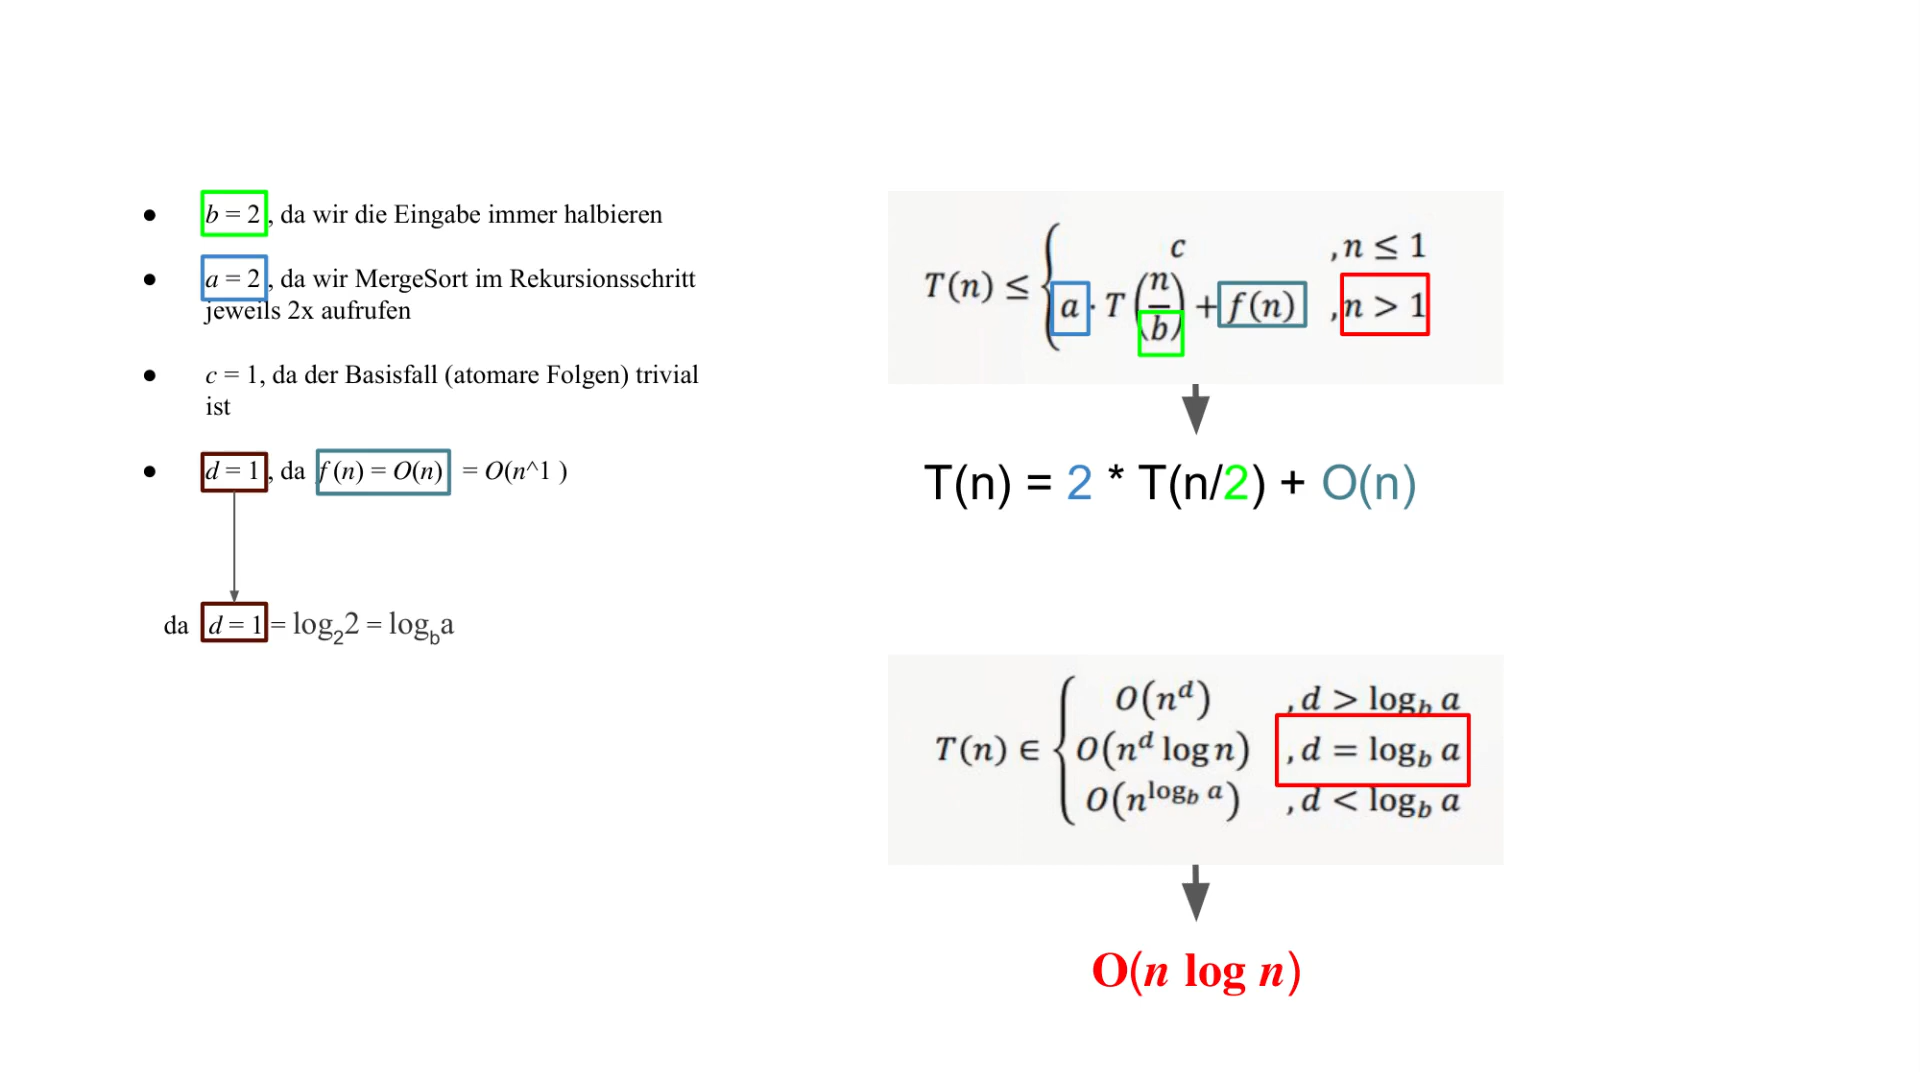 ● b = 2 , da wir die Eingabe immer halbieren
● a = 2 , da wir MergeSort im Rekursionsschritt
jeweils 2x aufrufen
● c = 1, da der Basisfall (atomare Folgen) trivial
ist
● d = 1 , da f (n) = O(n) = O(n^1 )
da d = 1 = log₂2 = log_b a
T(n) ≤ { c ,n ≤ 1
a · T(n/b) + f(n) ,n > 1
T(n) = 2 * T(n/2) + O(n)
T(n) ∈ { O(n^d) ,d > log_b a
O(n^d log n) ,d = log_b a
O(n^{log_b a}) ,d < log_b a
O(n log n)